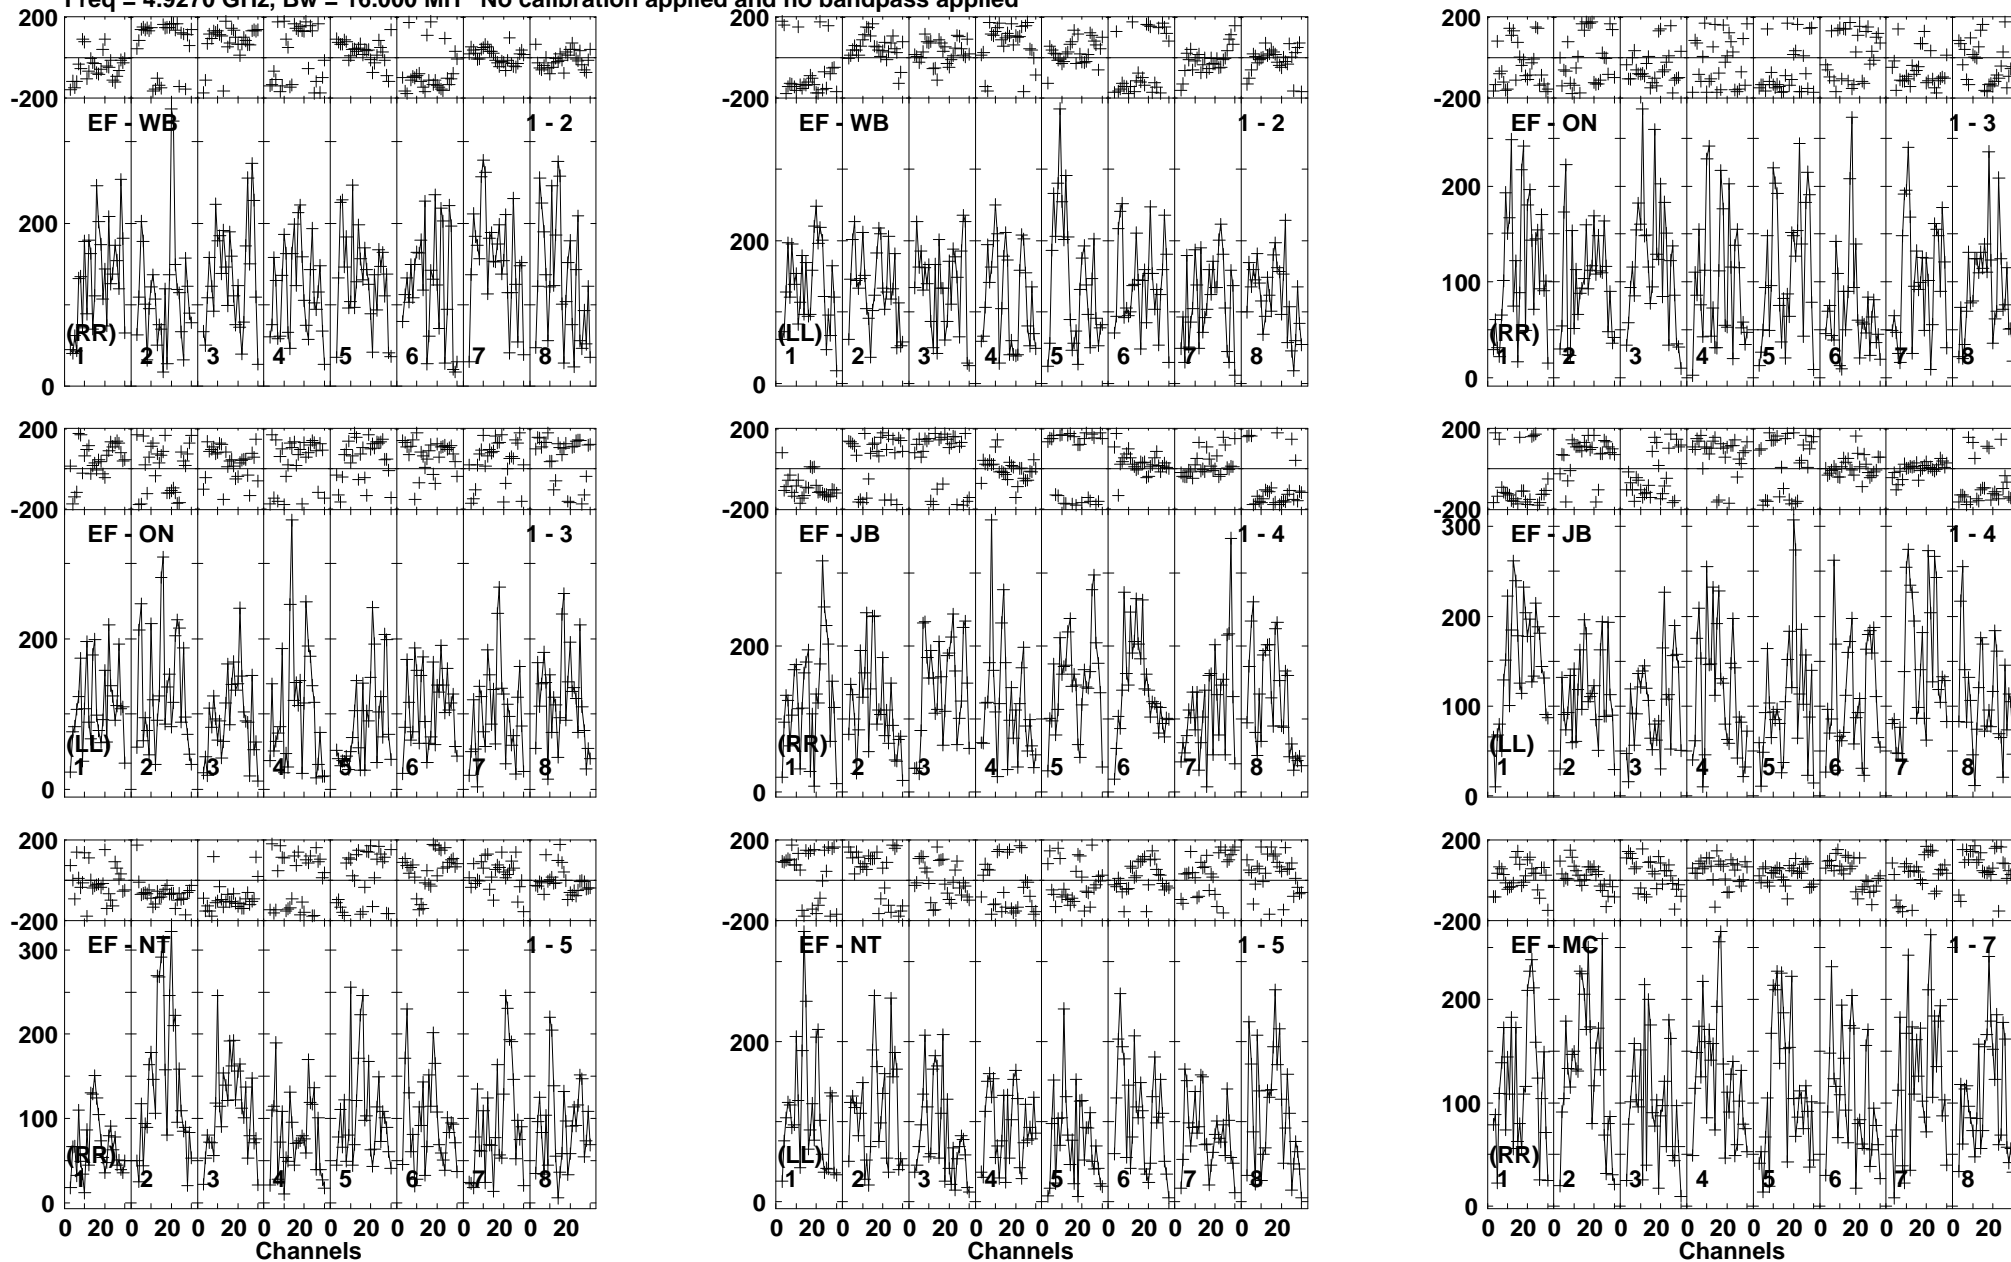 Freq = 4.9270 GHz, Bw = 16.000 MH No calibration applied and no bandpass applied
200 200 200
-200 -200 -200
EF - WB 1 - 2 EF - WB 1 - 2 EF - ON 1 - 3
200 200 200
100
(RR) (LL) (RR)
1 2 3 4 5 6 7 8 1 2 3 4 5 6 7 8 1 2 3 4 5 6 7 8
0 0 0
200 200 200
-200 -200 -200
EF - ON 1 - 3 EF - JB 1 - 4 EF - JB 1 - 4
300
200 200 200
100
(LL) (RR) (LL)
1 2 3 4 5 6 7 8 1 2 3 4 5 6 7 8 1 2 3 4 5 6 7 8
0 0 0
200 200 200
-200 -200 -200
EF - NT 1 - 5 EF - NT 1 - 5 EF - MC 1 - 7
300
200 200 200
100 100
(RR) (LL) (RR)
1 2 3 4 5 6 7 8 1 2 3 4 5 6 7 8 1 2 3 4 5 6 7 8
0 0 0
0 20 0 20 0 20 0 20 0 20 0 20 0 20 0 20 0 20 0 20 0 20 0 20 0 20 0 20 0 20 0 20 0 20 0 20 0 20 0 20 0 20 0 20 0 20 0 20
Channels Channels Channels